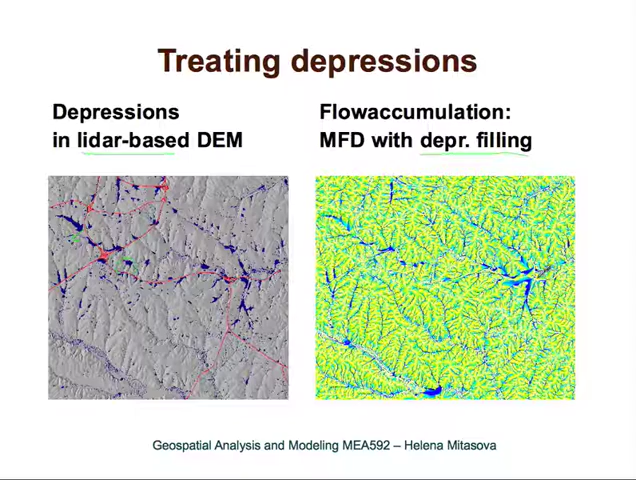 Treating depressions
Depressions
in lidar-based DEM
Flowaccumulation:
MFD with depr. filling
Geospatial Analysis and Modeling MEA592 – Helena Mitasova